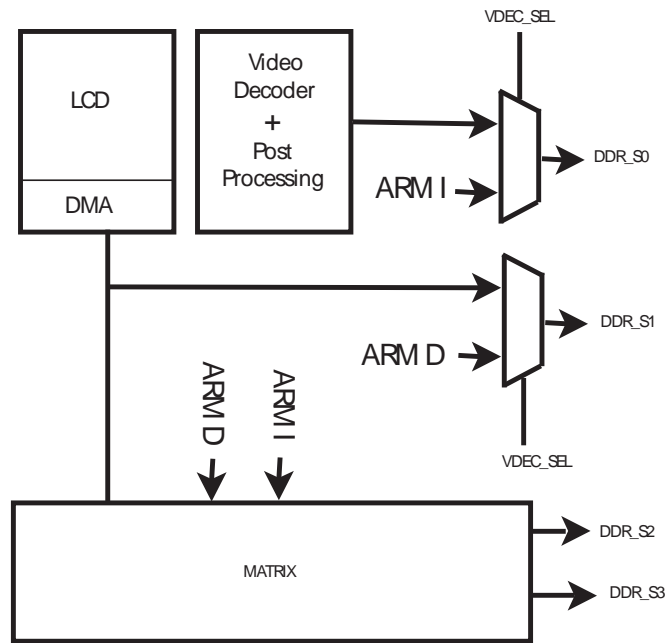 VDEC_SEL
LCD
DMA
Video
Decoder
+
Post
Processing
ARM I
DDR_S0
ARM D
DDR_S1
VDEC_SEL
ARM D
ARM I
MATRIX
DDR_S2
DDR_S3